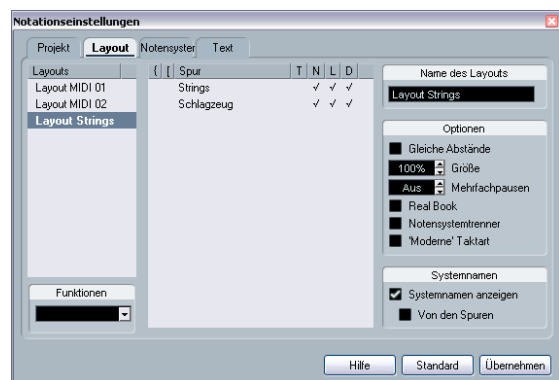 Notationseinstellungen
Projekt Layout Notensyster Text
Layouts
Layout MIDI 01
Layout MIDI 02
Layout Strings
Funktionen
{ [ Spur T N L D
Strings ✓ ✓ ✓
Schlagzeug ✓ ✓ ✓
Name des Layouts
Layout Strings
Optionen
Gleiche Abstände
100% Größe
Aus Mehrfachpausen
Real Book
Notensystemtrenner
'Moderne' Taktart
Systemnamen
Systemnamen anzeigen
Von den Spuren
Hilfe Standard Übernehmen